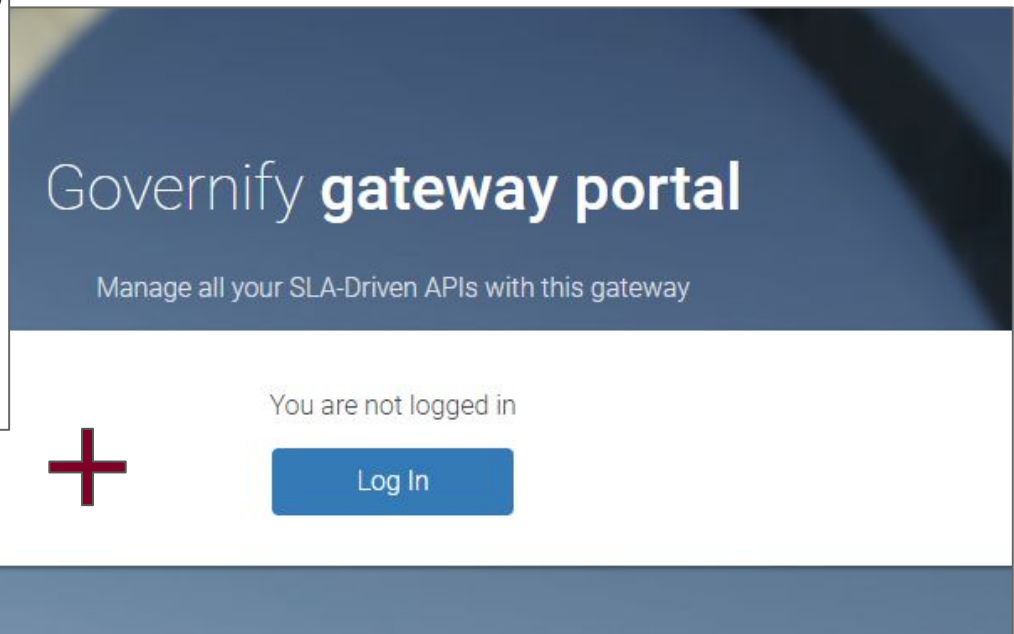 Governify gateway portal
Manage all your SLA-Driven APIs with this gateway
You are not logged in
Log In